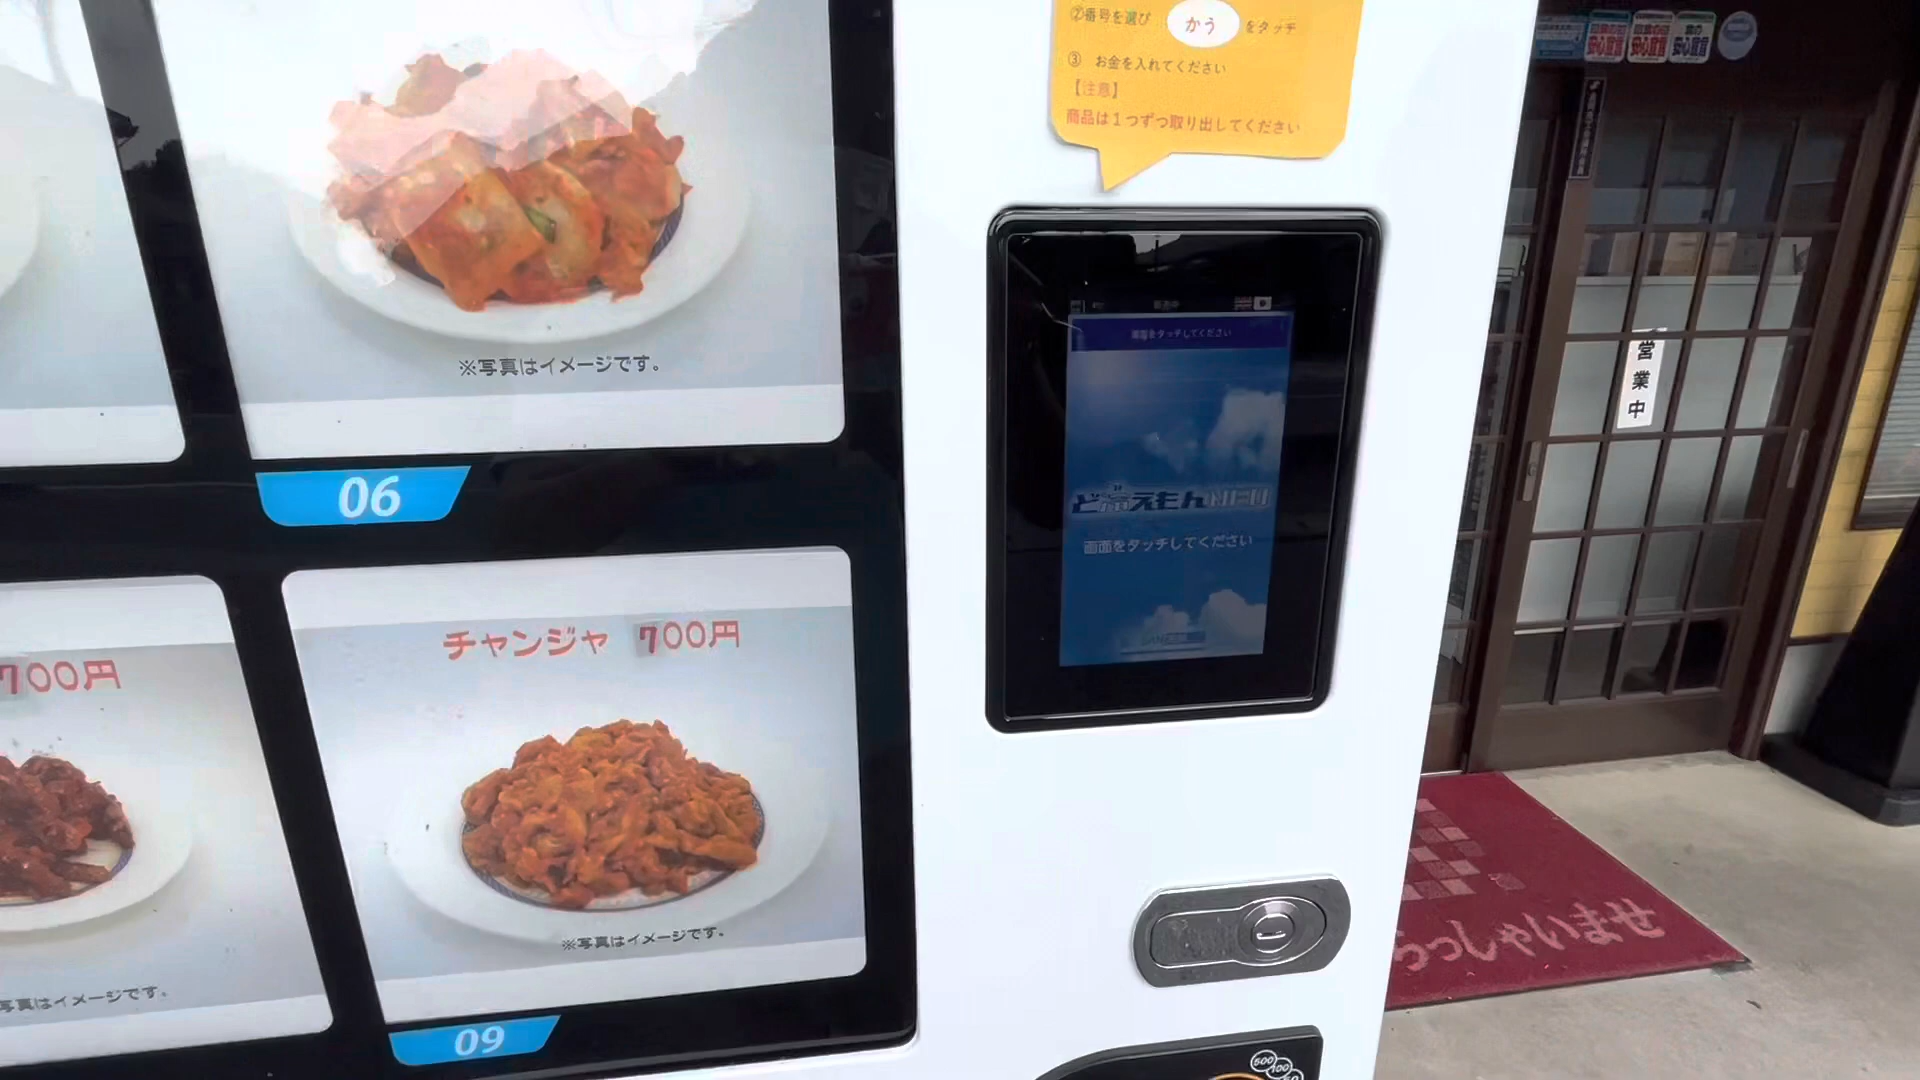 ②番号を選び かう をタッチ
③ お金を入れてください
【注意】
商品は1つずつ取り出してください
※写真はイメージです。
06
画面をタッチしてください
ど冷えもんNEO
画面をタッチしてください
営業中
チャンジャ 700円
※写真はイメージです。
09
700円
写真はイメージです。
らっしゃいませ
500
100
50